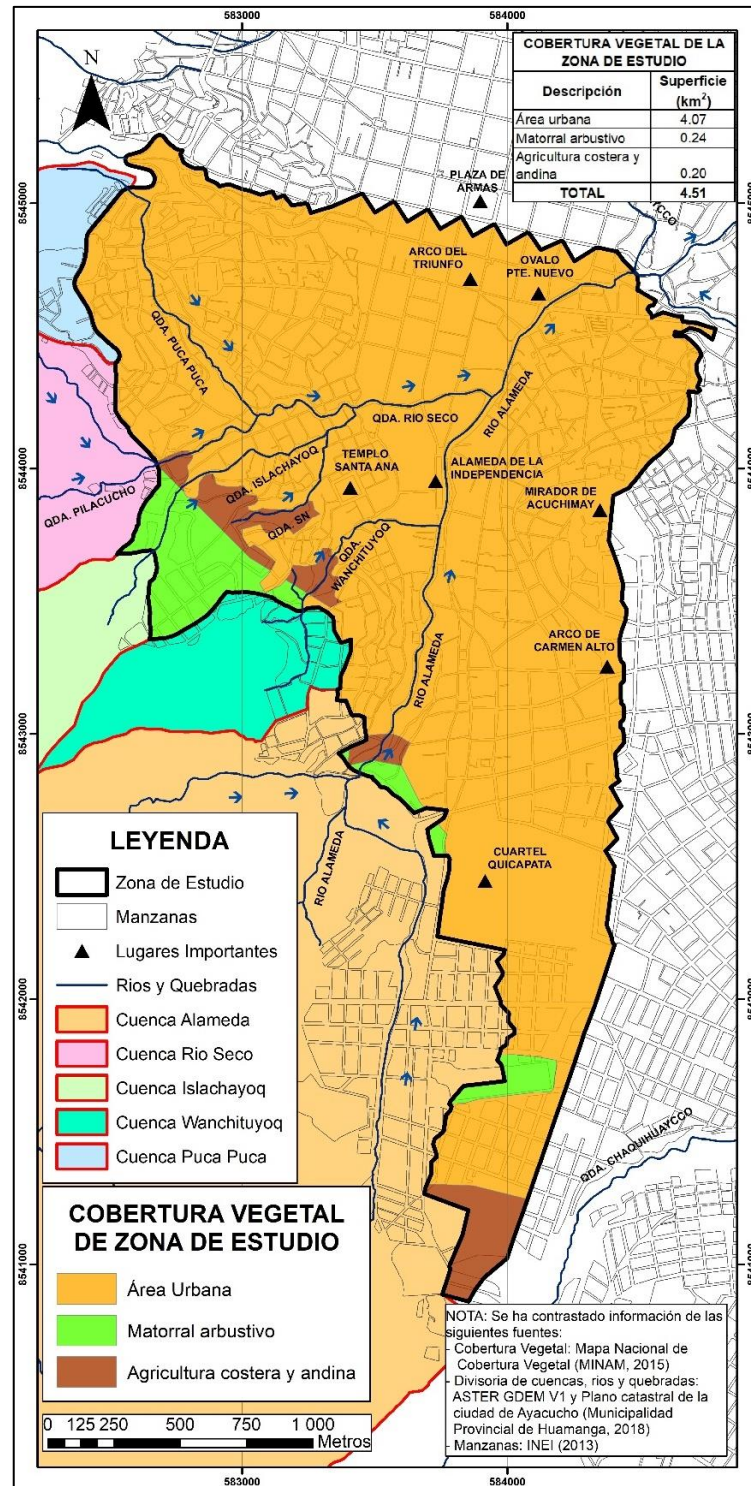 583000
584000
N
COBERTURA VEGETAL DE LA
ZONA DE ESTUDIO
Descripción
Superficie
(km²)
Área urbana
4.07
Matorral arbustivo
0.24
Agricultura costera y
andina
0.20
TOTAL
4.51
PLAZA DE
ARMAS
8545000
8545000
ARCO DEL
TRIUNFO
OVALO
PTE. NUEVO
QDA. PUCA PUCA
RIO ALAMEDA
QDA. RIO SECO
8544000
8544000
QDA. PILACUCHO
QDA. ISLACHAYOQ
TEMPLO
SANTA ANA
ALAMEDA DE LA
INDEPENDENCIA
MIRADOR DE
ACUCHIMAY
QDA. SN
QDA.
WANCHITUYOQ
ARCO DE
CARMEN ALTO
RIO ALAMEDA
8543000
8543000
LEYENDA
Zona de Estudio
Manzanas
Lugares Importantes
Rios y Quebradas
Cuenca Alameda
Cuenca Rio Seco
Cuenca Islachayoq
Cuenca Wanchituyoq
Cuenca Puca Puca
RIO ALAMEDA
CUARTEL
QUICAPATA
8542000
8542000
QDA. CHAQUIHUAYCCO
COBERTURA VEGETAL
DE ZONA DE ESTUDIO
Área Urbana
Matorral arbustivo
Agricultura costera y andina
8541000
8541000
0 125 250 500 750 1 000
Metros
NOTA: Se ha contrastado información de las
siguientes fuentes:
- Cobertura Vegetal: Mapa Nacional de
Cobertura Vegetal (MINAM, 2015)
- Divisoria de cuencas, rios y quebradas:
ASTER GDEM V1 y Plano catastral de la
ciudad de Ayacucho (Municipalidad
Provincial de Huamanga, 2018)
- Manzanas: INEI (2013)
583000
584000